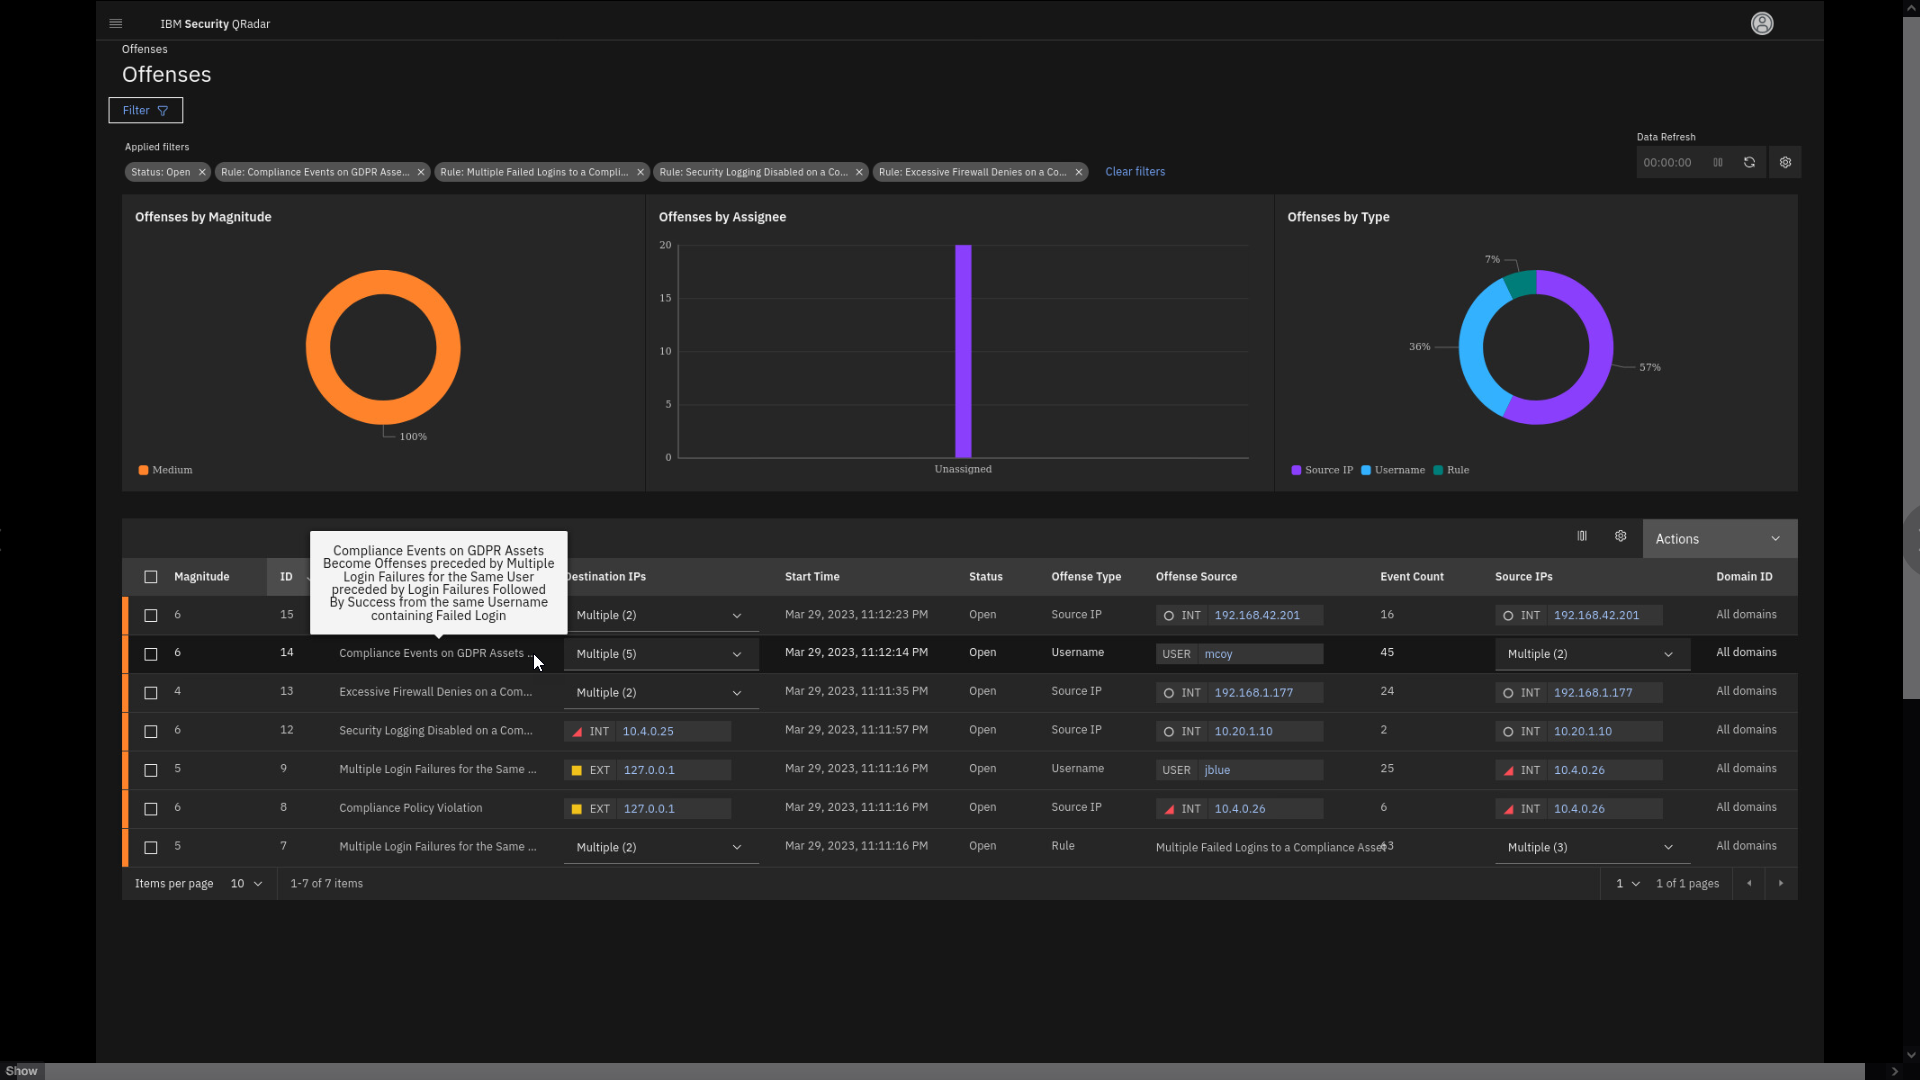 IBM Security QRadar
Offenses
Offenses
Filter
Applied filters
Data Refresh
Status: Open
Rule: Compliance Events on GDPR Asse...
Rule: Multiple Failed Logins to a Compli...
Rule: Security Logging Disabled on a Co...
Rule: Excessive Firewall Denies on a Co...
Clear filters
00:00:00
Offenses by Magnitude
100%
Medium
Offenses by Assignee
20
15
10
5
0
Unassigned
Offenses by Type
7%
36%
57%
Source IP Username Rule
Actions
Compliance Events on GDPR Assets
Become Offenses preceded by Multiple
Login Failures for the Same User
preceded by Login Failures Followed
By Success from the same Username
containing Failed Login
Magnitude ID Destination IPs Start Time Status Offense Type Offense Source Event Count Source IPs Domain ID
6 15 Multiple (2) Mar 29, 2023, 11:12:23 PM Open Source IP INT 192.168.42.201 16 INT 192.168.42.201 All domains
6 14 Compliance Events on GDPR Assets ... Multiple (5) Mar 29, 2023, 11:12:14 PM Open Username USER mcoy 45 Multiple (2) All domains
4 13 Excessive Firewall Denies on a Com... Multiple (2) Mar 29, 2023, 11:11:35 PM Open Source IP INT 192.168.1.177 24 INT 192.168.1.177 All domains
6 12 Security Logging Disabled on a Com... INT 10.4.0.25 Mar 29, 2023, 11:11:57 PM Open Source IP INT 10.20.1.10 2 INT 10.20.1.10 All domains
5 9 Multiple Login Failures for the Same ... EXT 127.0.0.1 Mar 29, 2023, 11:11:16 PM Open Username USER jblue 25 INT 10.4.0.26 All domains
6 8 Compliance Policy Violation EXT 127.0.0.1 Mar 29, 2023, 11:11:16 PM Open Source IP INT 10.4.0.26 6 INT 10.4.0.26 All domains
5 7 Multiple Login Failures for the Same ... Multiple (2) Mar 29, 2023, 11:11:16 PM Open Rule Multiple Failed Logins to a Compliance Asset Multiple (3) All domains
Items per page 10 1-7 of 7 items 1 1 of 1 pages
Show